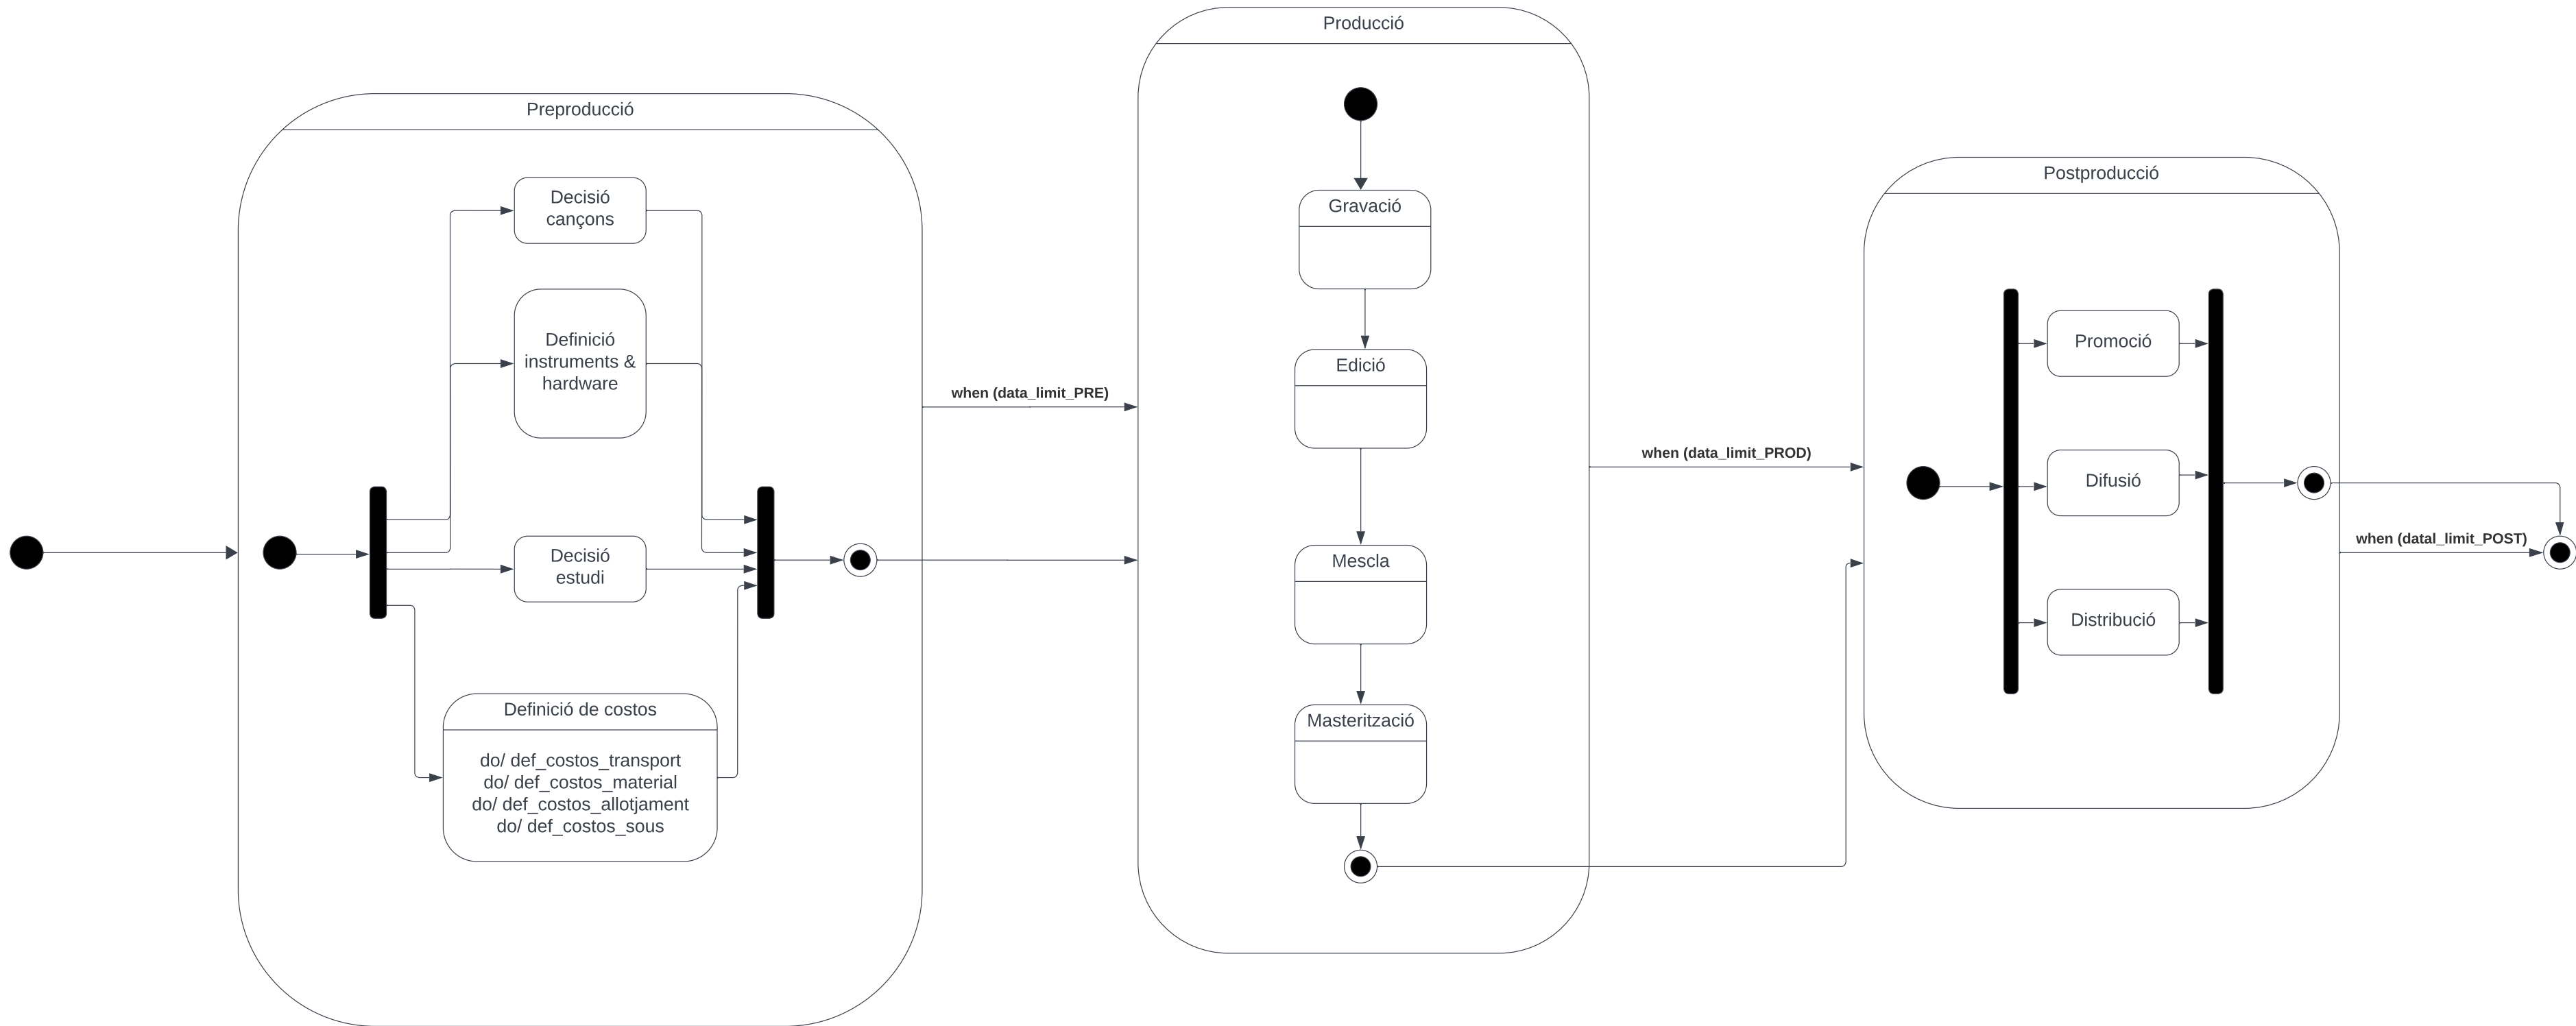 Producció
Preproducció
Postproducció
Decisió
cançons
Definició
instruments &
hardware
Decisió
estudi
Definició de costos
do/ def_costos_transport
do/ def_costos_material
do/ def_costos_allotjament
do/ def_costos_sous
when (data_limit_PRE)
Gravació
Edició
Mescla
Masterització
when (data_limit_PROD)
Promoció
Difusió
Distribució
when (datal_limit_POST)